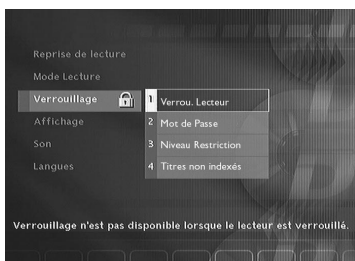 Reprise de lecture
Mode Lecture
Verrouillage
Affichage
Son
Langues
1 Verrou. Lecteur
2 Mot de Passe
3 Niveau Restriction
4 Titres non indexés
Verrouillage n'est pas disponible lorsque le lecteur est verrouillé.